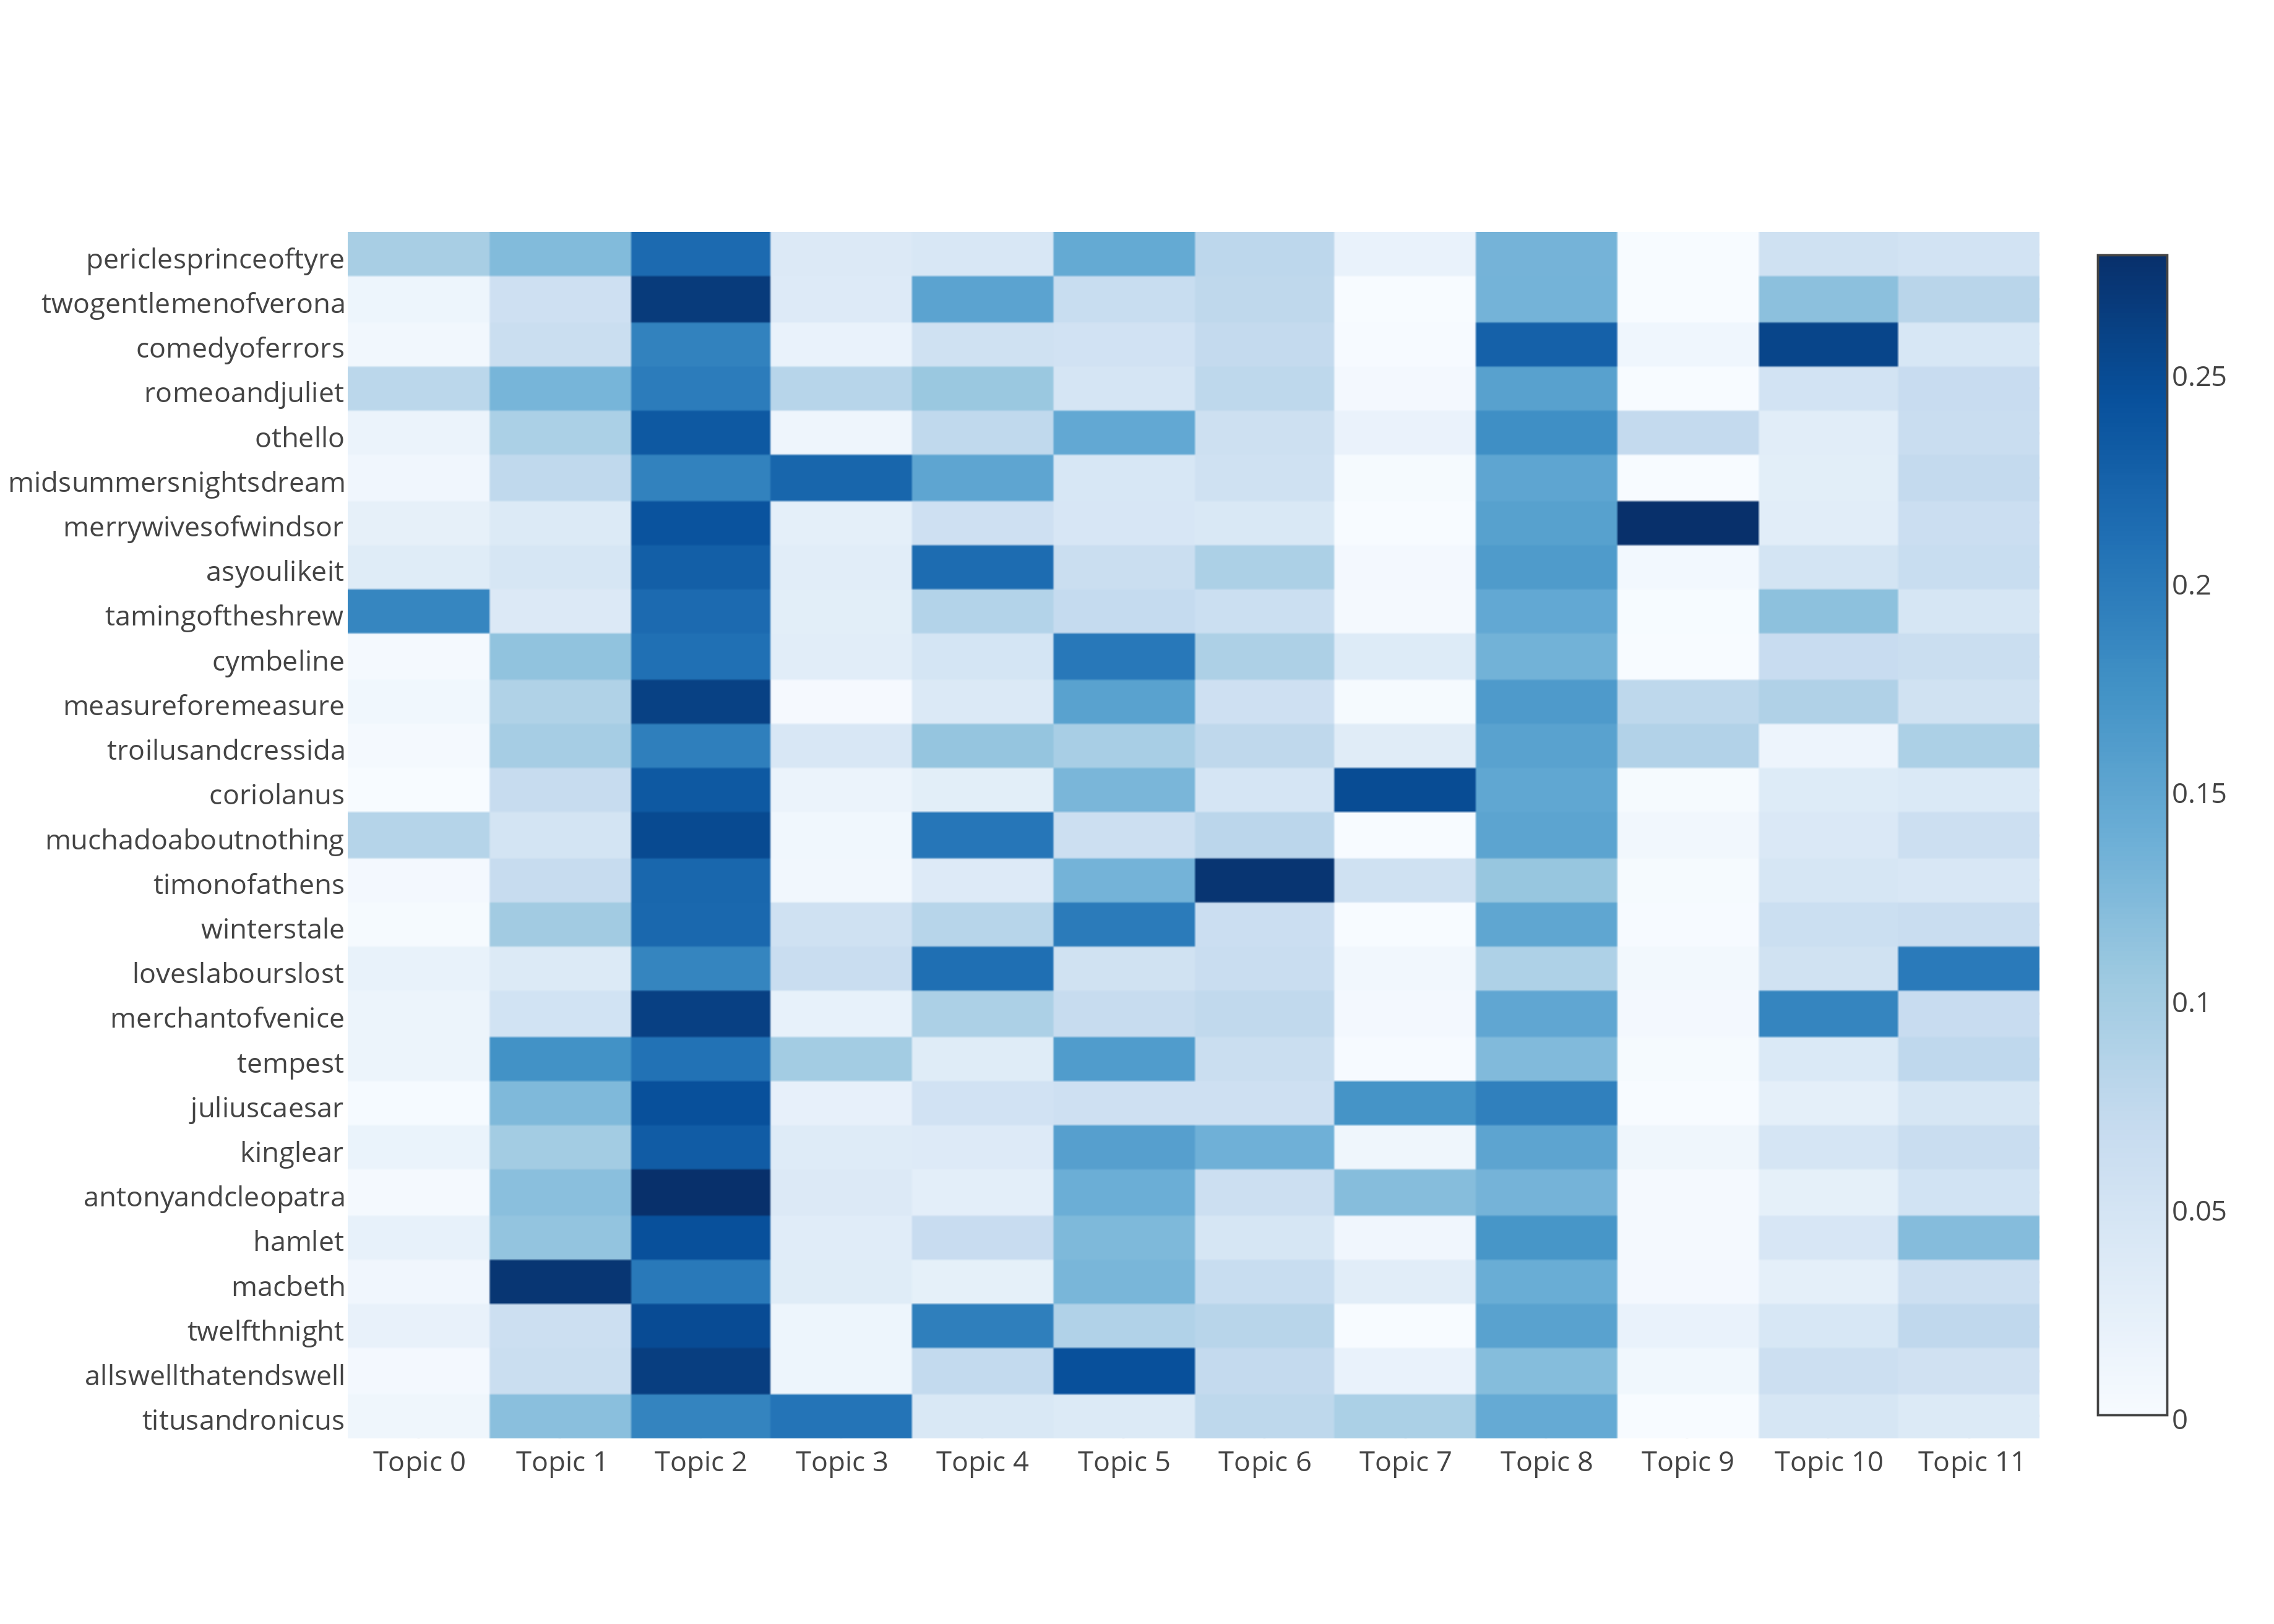 periclesprinceoftyre
twogentlemenofverona
comedyoferrors
romeoandjuliet
othello
midsummersnightsdream
merrywivesofwindsor
asyoulikeit
tamingoftheshrew
cymbeline
measureforemeasure
troilusandcressida
coriolanus
muchadoaboutnothing
timonofathens
winterstale
loveslabourslost
merchantofvenice
tempest
juliuscaesar
kinglear
antonyandcleopatra
hamlet
macbeth
twelfthnight
allswellthatendswell
titusandronicus
Topic 0 Topic 1 Topic 2 Topic 3 Topic 4 Topic 5 Topic 6 Topic 7 Topic 8 Topic 9 Topic 10 Topic 11
0.25
0.2
0.15
0.1
0.05
0